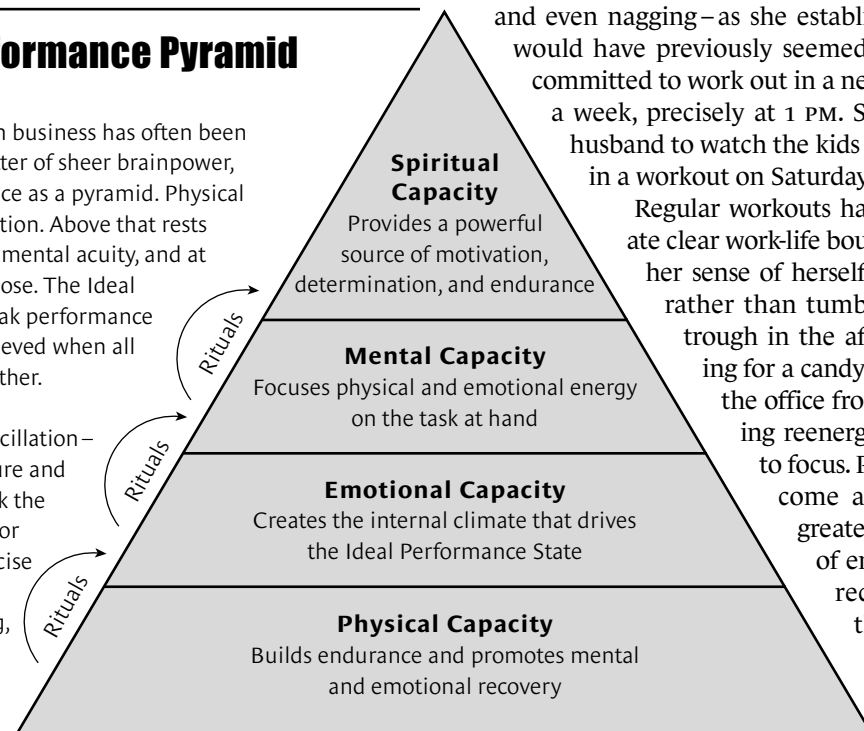 ormance Pyramid
n business has often been
tter of sheer brainpower,
ce as a pyramid. Physical
tion. Above that rests
mental acuity, and at
ose. The Ideal
ak performance
eved when all
ther.
cillation–
ure and
k the
or
cise
g,
Rituals
Rituals
Rituals
Spiritual
Capacity
Provides a powerful
source of motivation,
determination, and endurance
Mental Capacity
Focuses physical and emotional energy
on the task at hand
Emotional Capacity
Creates the internal climate that drives
the Ideal Performance State
Physical Capacity
Builds endurance and promotes mental
and emotional recovery
and even nagging–as she establi
would have previously seemed
committed to work out in a ne
a week, precisely at 1 PM. S
husband to watch the kids
in a workout on Saturday
Regular workouts ha
ate clear work-life bou
her sense of herself
rather than tumb
trough in the af
ing for a candy
the office fro
ing reenerg
to focus. P
come a
greate
of en
rec
t